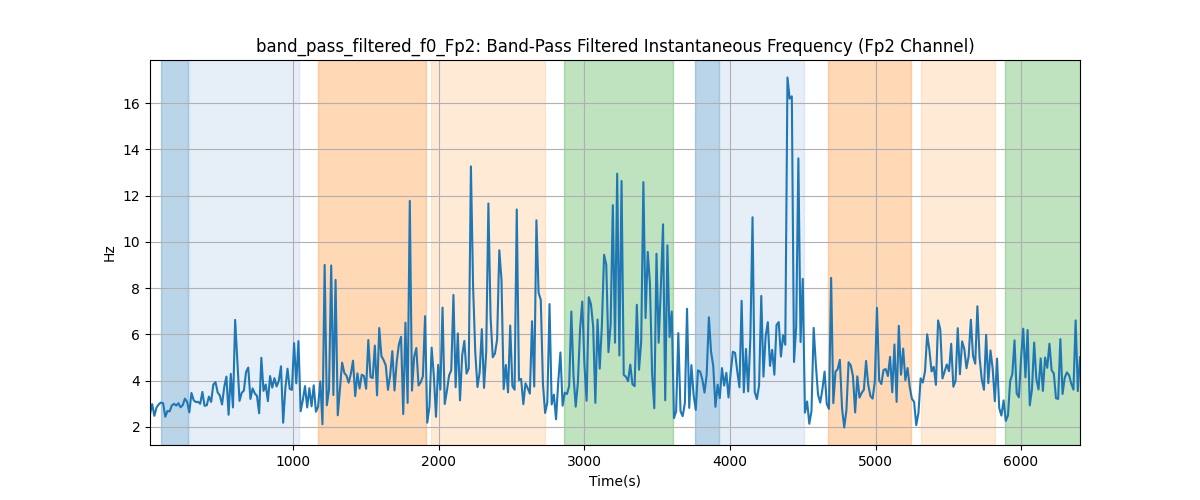 band_pass_filtered_f0_Fp2: Band-Pass Filtered Instantaneous Frequency (Fp2 Channel)
16
14
12
10
8
6
4
2
Hz
1000 2000 3000 4000 5000 6000
Time(s)